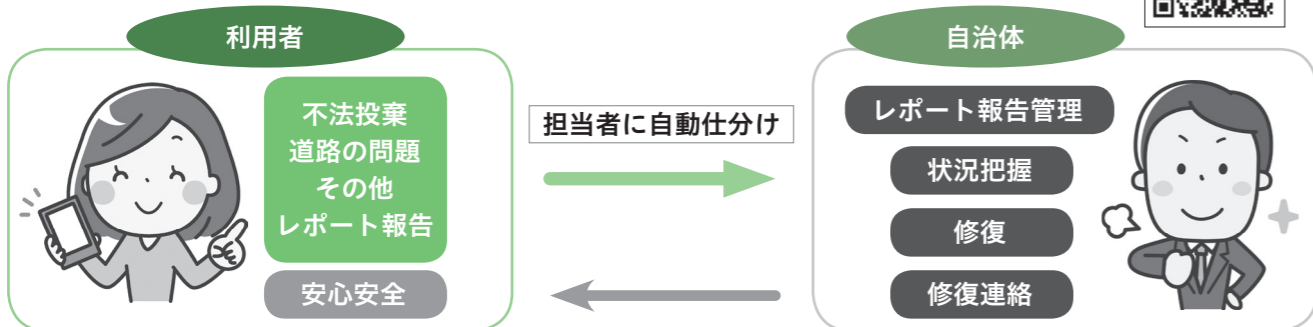 利用者
不法投棄
道路の問題
その他
レポート報告
安心安全
担当者に自動仕分け
自治体
レポート報告管理
状況把握
修復
修復連絡